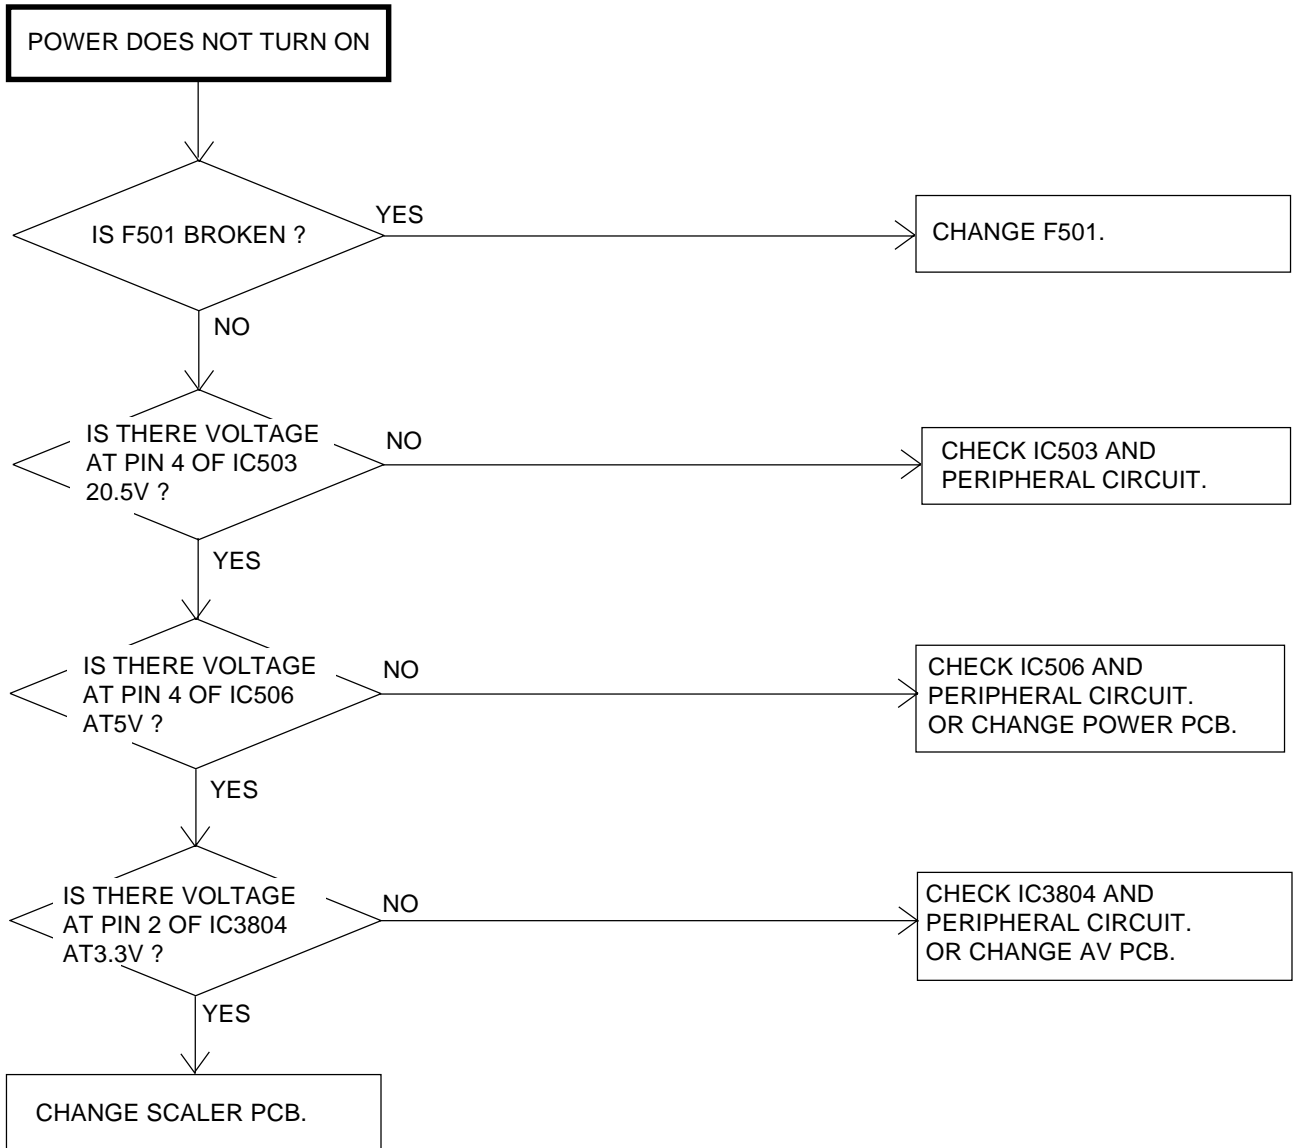 POWER DOES NOT TURN ON
IS F501 BROKEN ?
YES
CHANGE F501.
NO
IS THERE VOLTAGE
AT PIN 4 OF IC503
20.5V ?
NO
CHECK IC503 AND
PERIPHERAL CIRCUIT.
YES
IS THERE VOLTAGE
AT PIN 4 OF IC506
AT5V ?
NO
CHECK IC506 AND
PERIPHERAL CIRCUIT.
OR CHANGE POWER PCB.
YES
IS THERE VOLTAGE
AT PIN 2 OF IC3804
AT3.3V ?
NO
CHECK IC3804 AND
PERIPHERAL CIRCUIT.
OR CHANGE AV PCB.
YES
CHANGE SCALER PCB.